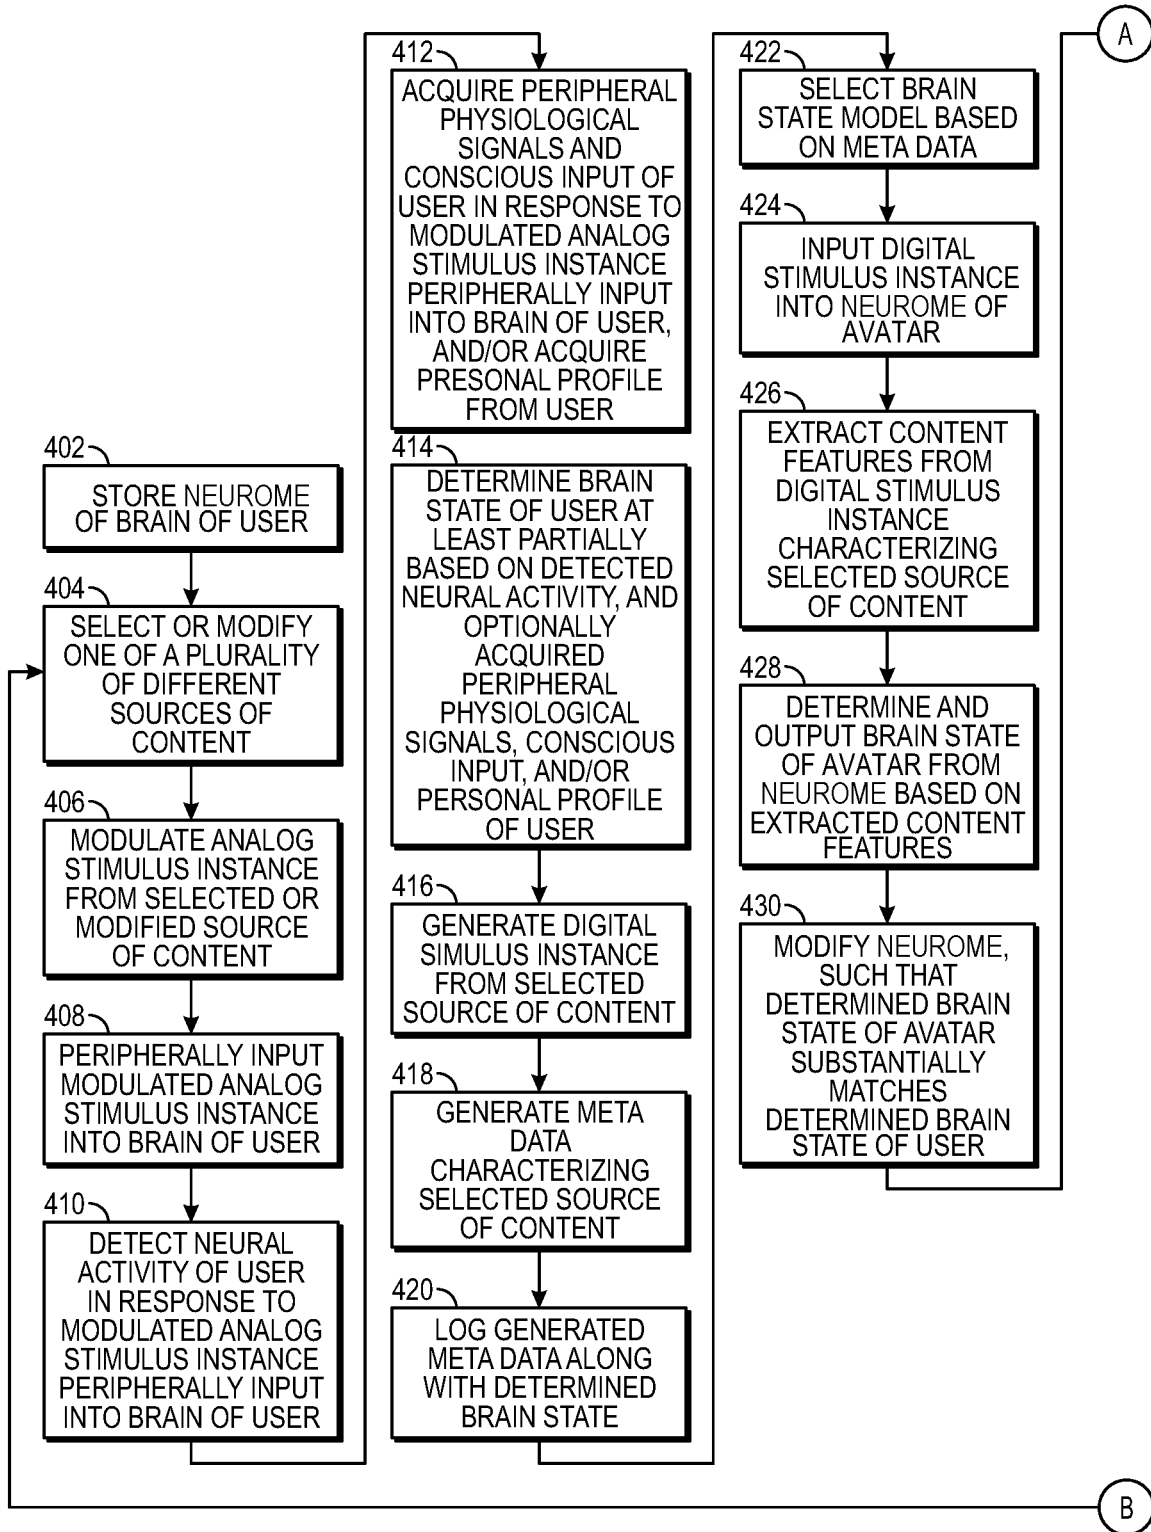 402
STORE NEUROME
OF BRAIN OF USER
404
SELECT OR MODIFY
ONE OF A PLURALITY
OF DIFFERENT
SOURCES OF
CONTENT
406
MODULATE ANALOG
STIMULUS INSTANCE
FROM SELECTED OR
MODIFIED SOURCE
OF CONTENT
408
PERIPHERALLY INPUT
MODULATED ANALOG
STIMULUS INSTANCE
INTO BRAIN OF USER
410
DETECT NEURAL
ACTIVITY OF USER
IN RESPONSE TO
MODULATED ANALOG
STIMULUS INSTANCE
PERIPHERALLY INPUT
INTO BRAIN OF USER
412
ACQUIRE PERIPHERAL
PHYSIOLOGICAL
SIGNALS AND
CONSCIOUS INPUT OF
USER IN RESPONSE TO
MODULATED ANALOG
STIMULUS INSTANCE
PERIPHERALLY INPUT
INTO BRAIN OF USER,
AND/OR ACQUIRE
PRESONAL PROFILE
FROM USER
414
DETERMINE BRAIN
STATE OF USER AT
LEAST PARTIALLY
BASED ON DETECTED
NEURAL ACTIVITY, AND
OPTIONALLY
ACQUIRED
PERIPHERAL
PHYSIOLOGICAL
SIGNALS, CONSCIOUS
INPUT, AND/OR
PERSONAL PROFILE
OF USER
416
GENERATE DIGITAL
SIMULUS INSTANCE
FROM SELECTED
SOURCE OF CONTENT
418
GENERATE META
DATA
CHARACTERIZING
SELECTED SOURCE
OF CONTENT
420
LOG GENERATED
META DATA ALONG
WITH DETERMINED
BRAIN STATE
422
SELECT BRAIN
STATE MODEL BASED
ON META DATA
424
INPUT DIGITAL
STIMULUS INSTANCE
INTO NEUROME OF
AVATAR
426
EXTRACT CONTENT
FEATURES FROM
DIGITAL STIMULUS
INSTANCE
CHARACTERIZING
SELECTED SOURCE
OF CONTENT
428
DETERMINE AND
OUTPUT BRAIN STATE
OF AVATAR FROM
NEUROME BASED ON
EXTRACTED CONTENT
FEATURES
430
MODIFY NEUROME,
SUCH THAT
DETERMINED BRAIN
STATE OF AVATAR
SUBSTANTIALLY
MATCHES
DETERMINED BRAIN
STATE OF USER
A
B